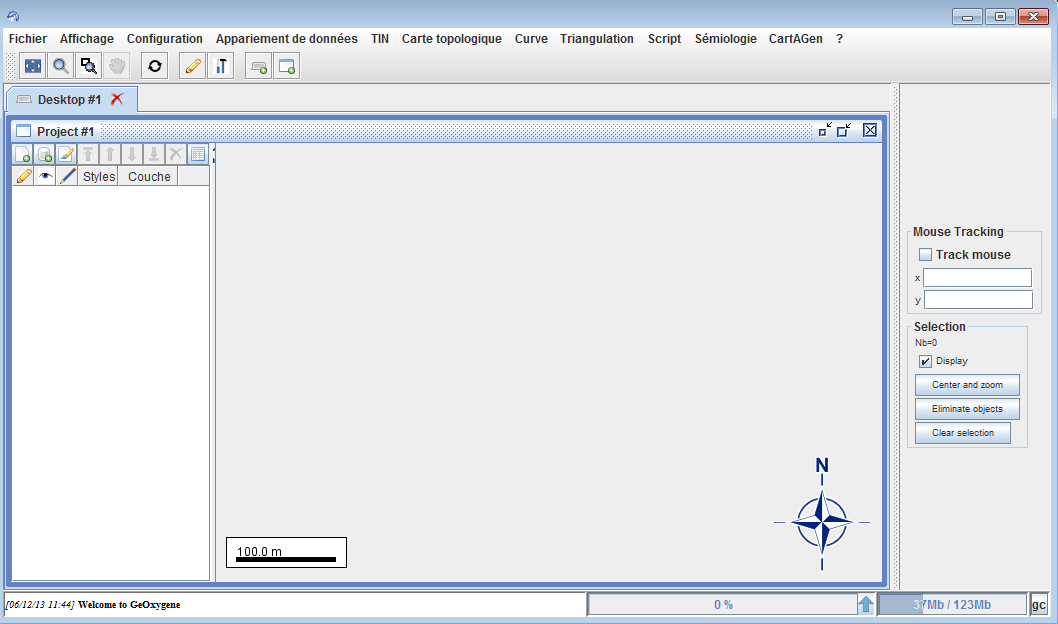 Fichier Affichage Configuration Appariement de données TIN Carte topologique Curve Triangulation Script Sémiologie CartAGen ?
Desktop #1
Project #1
Styles Couche
Mouse Tracking
Track mouse
x
y
Selection
Nb=0
Display
Center and zoom
Eliminate objects
Clear selection
N
100.0 m
[06/12/13 11:44] Welcome to GeOxygene
0 %
37Mb / 123Mb
gc